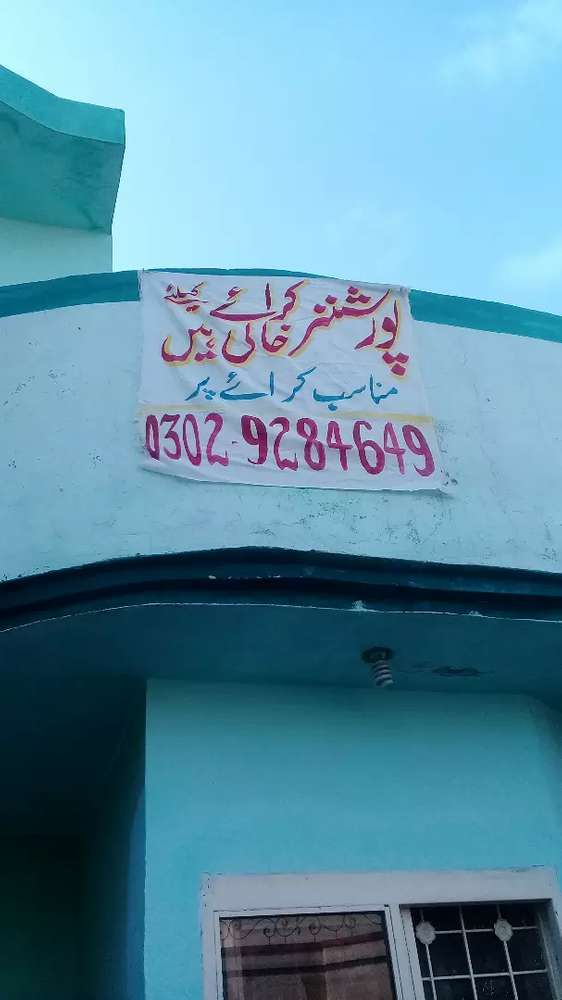 پورشنز کرائے کیلئے
خالی ہیں
مناسب کرائے پر
0302-9284649